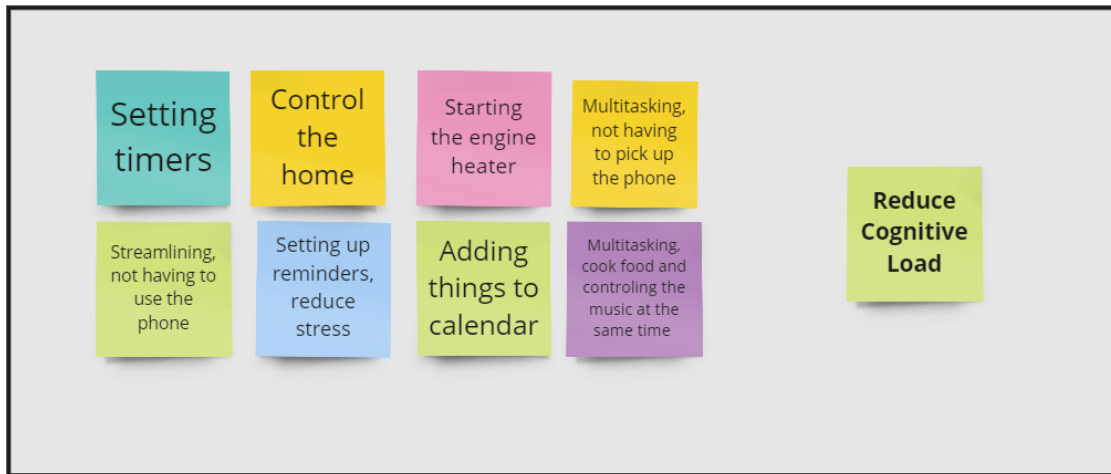 Setting
timers
Control
the
home
Starting
the engine
heater
Multitasking,
not having
to pick up
the phone
Streamlining,
not having to
use the
phone
Setting up
reminders,
reduce
stress
Adding
things to
calendar
Multitasking,
cook food and
controling the
music at the
same time
Reduce
Cognitive
Load